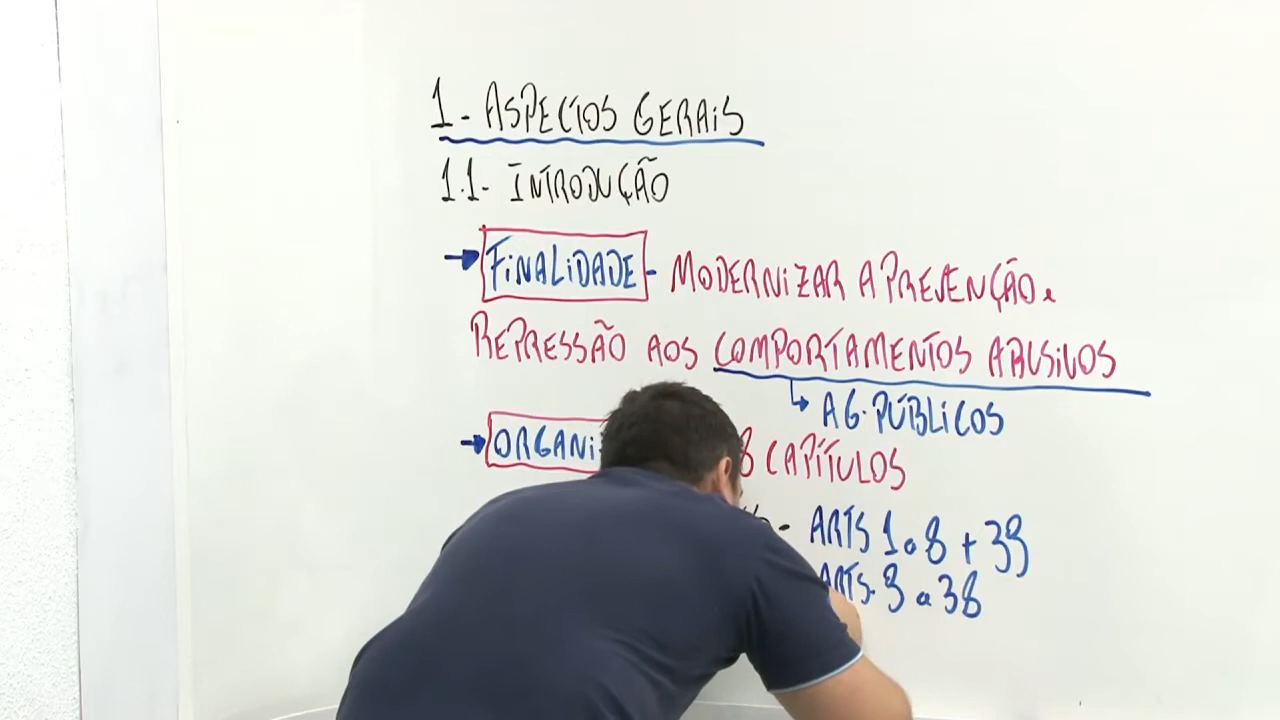 1- ASPECTOS GERAIS
1.1- INTRODUÇÃO
FINALIDADE - MODERNIZAR A PREVENÇÃO e
REPRESSÃO AOS COMPORTAMENTOS ABUSIVOS
AG. PÚBLICOS
8 CAPÍTULOS
- ARTS 1 a 8 + 39
ARTS. 9 a 38